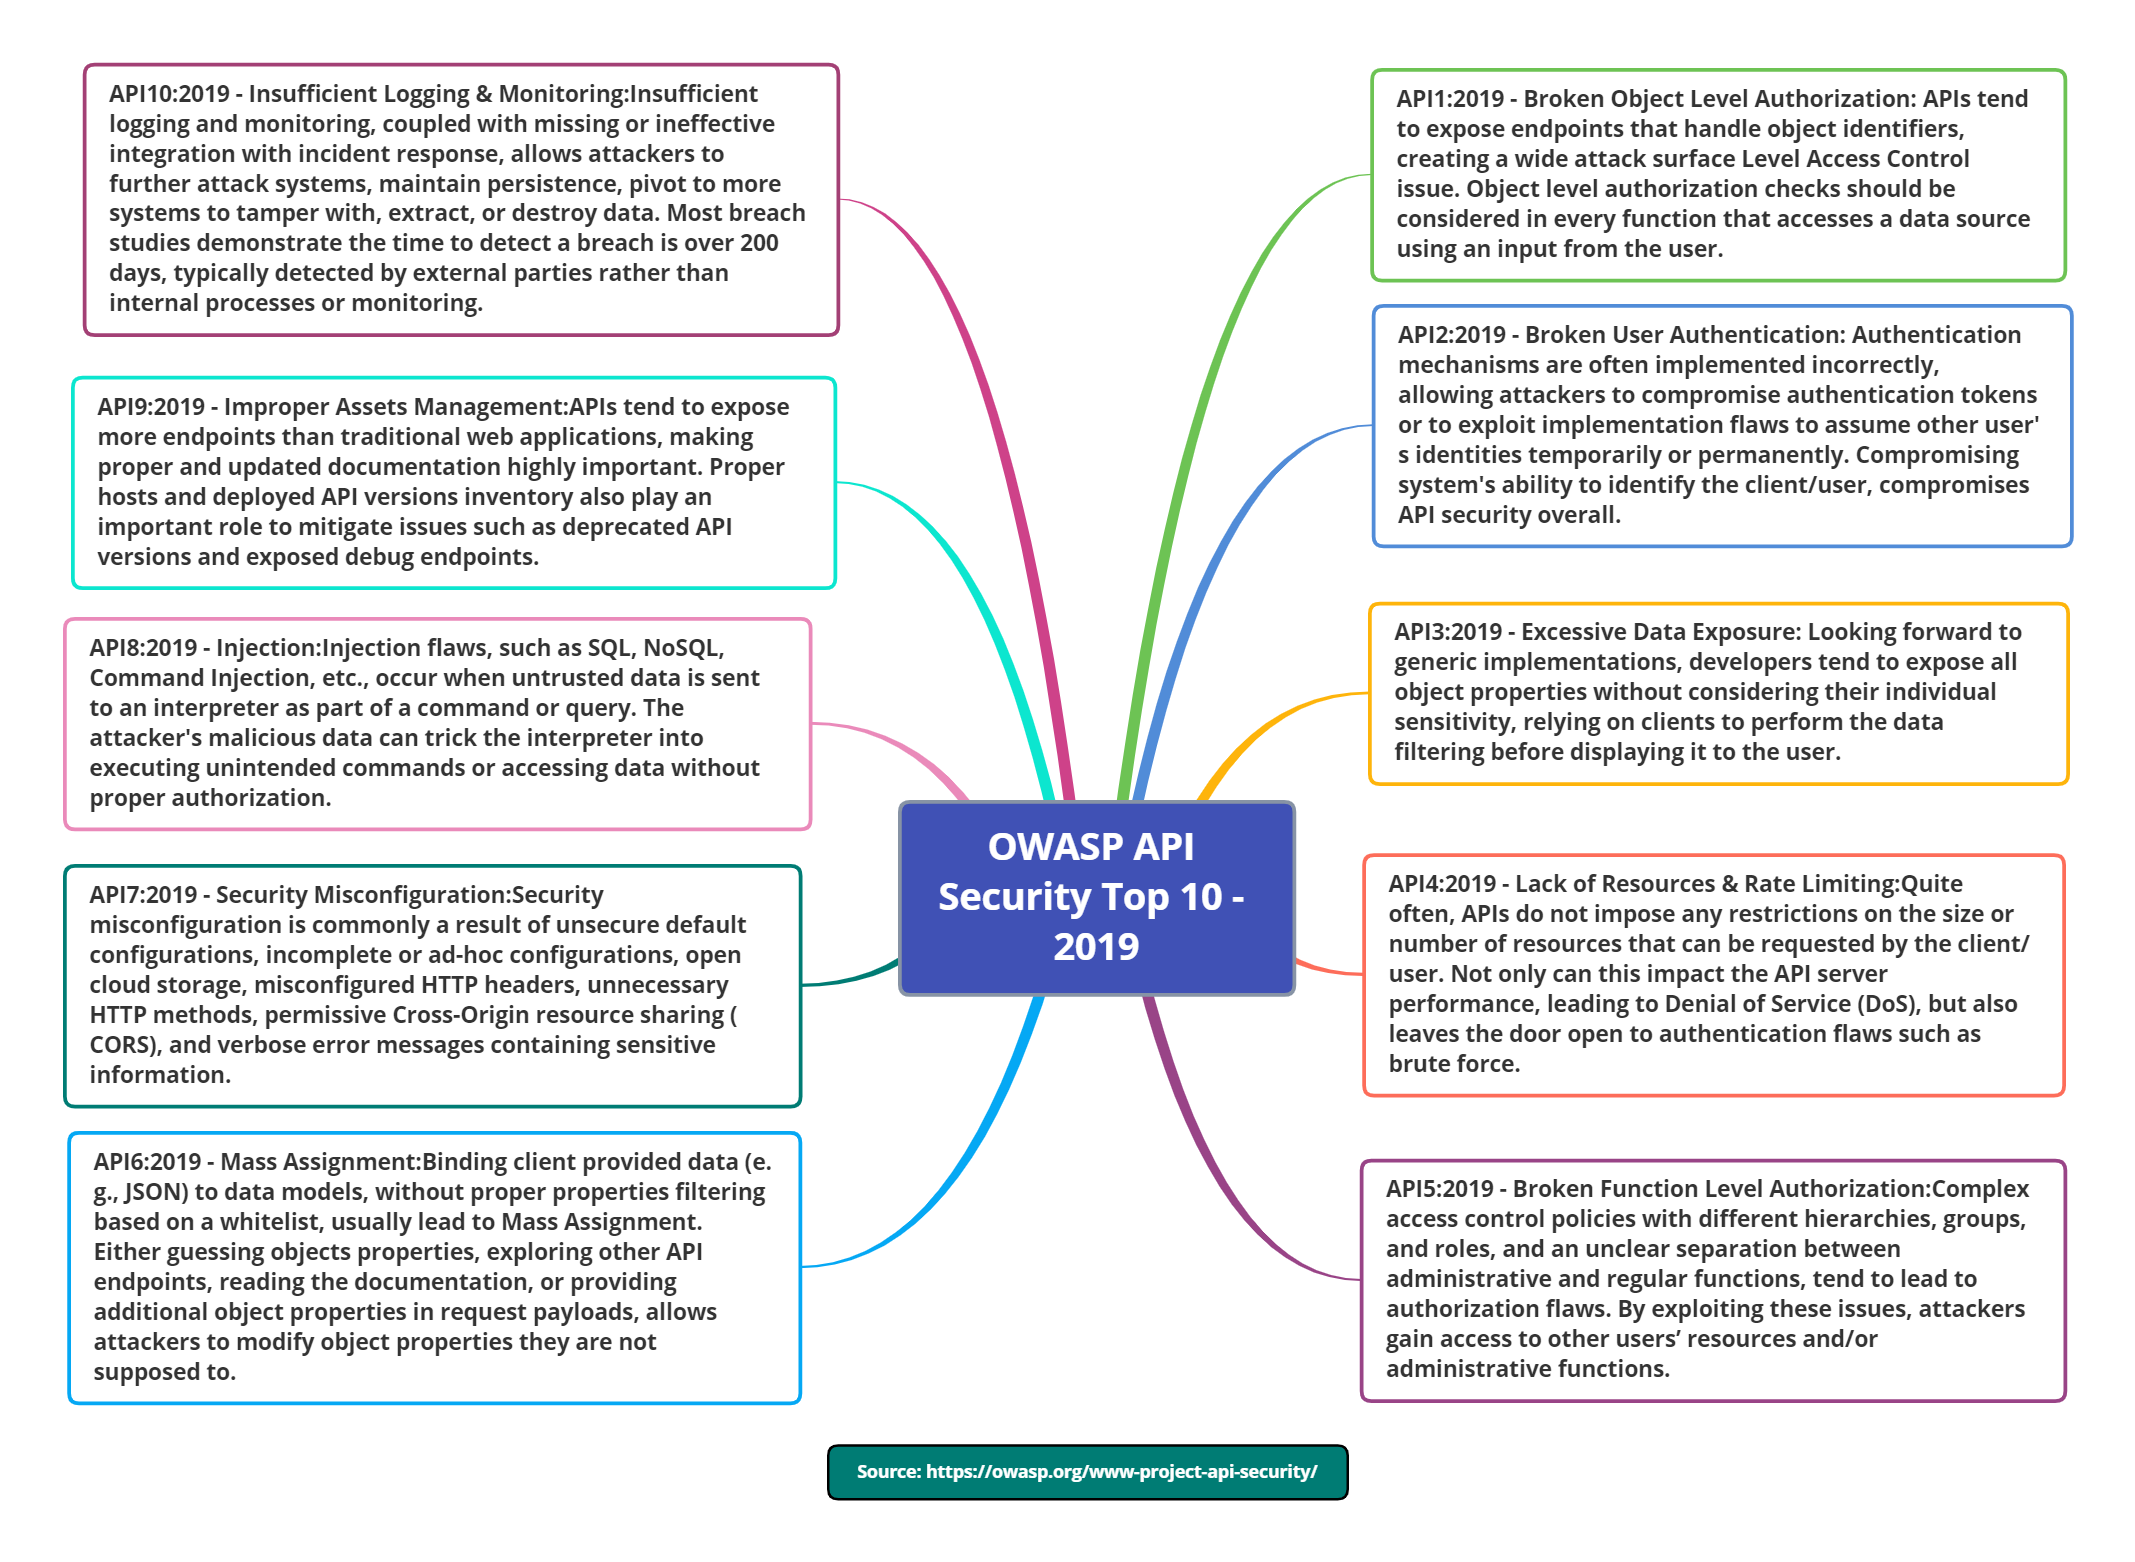 API10:2019 - Insufficient Logging & Monitoring:Insufficient
logging and monitoring, coupled with missing or ineffective
integration with incident response, allows attackers to
further attack systems, maintain persistence, pivot to more
systems to tamper with, extract, or destroy data. Most breach
studies demonstrate the time to detect a breach is over 200
days, typically detected by external parties rather than
internal processes or monitoring.
API9:2019 - Improper Assets Management:APIs tend to expose
more endpoints than traditional web applications, making
proper and updated documentation highly important. Proper
hosts and deployed API versions inventory also play an
important role to mitigate issues such as deprecated API
versions and exposed debug endpoints.
API8:2019 - Injection:Injection flaws, such as SQL, NoSQL,
Command Injection, etc., occur when untrusted data is sent
to an interpreter as part of a command or query. The
attacker's malicious data can trick the interpreter into
executing unintended commands or accessing data without
proper authorization.
API7:2019 - Security Misconfiguration:Security
misconfiguration is commonly a result of unsecure default
configurations, incomplete or ad-hoc configurations, open
cloud storage, misconfigured HTTP headers, unnecessary
HTTP methods, permissive Cross-Origin resource sharing (
CORS), and verbose error messages containing sensitive
information.
API6:2019 - Mass Assignment:Binding client provided data (e.
g., JSON) to data models, without proper properties filtering
based on a whitelist, usually lead to Mass Assignment.
Either guessing objects properties, exploring other API
endpoints, reading the documentation, or providing
additional object properties in request payloads, allows
attackers to modify object properties they are not
supposed to.
OWASP API
Security Top 10 -
2019
API1:2019 - Broken Object Level Authorization: APIs tend
to expose endpoints that handle object identifiers,
creating a wide attack surface Level Access Control
issue. Object level authorization checks should be
considered in every function that accesses a data source
using an input from the user.
API2:2019 - Broken User Authentication: Authentication
mechanisms are often implemented incorrectly,
allowing attackers to compromise authentication tokens
or to exploit implementation flaws to assume other user'
s identities temporarily or permanently. Compromising
system's ability to identify the client/user, compromises
API security overall.
API3:2019 - Excessive Data Exposure: Looking forward to
generic implementations, developers tend to expose all
object properties without considering their individual
sensitivity, relying on clients to perform the data
filtering before displaying it to the user.
API4:2019 - Lack of Resources & Rate Limiting:Quite
often, APIs do not impose any restrictions on the size or
number of resources that can be requested by the client/
user. Not only can this impact the API server
performance, leading to Denial of Service (DoS), but also
leaves the door open to authentication flaws such as
brute force.
API5:2019 - Broken Function Level Authorization:Complex
access control policies with different hierarchies, groups,
and roles, and an unclear separation between
administrative and regular functions, tend to lead to
authorization flaws. By exploiting these issues, attackers
gain access to other users’ resources and/or
administrative functions.
Source: https://owasp.org/www-project-api-security/